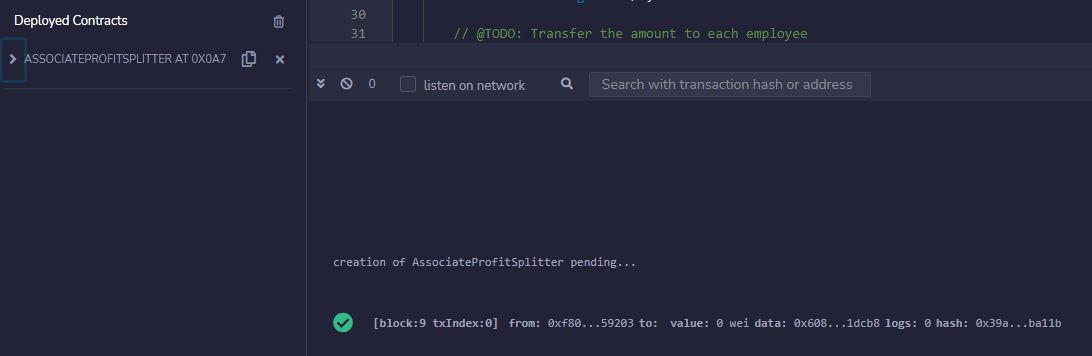 Deployed Contracts
ASSOCIATEPROFITSPLITTER AT 0X0A7
30
31 // @TODO: Transfer the amount to each employee
0 listen on network Search with transaction hash or address
creation of AssociateProfitSplitter pending...
[block:9 txIndex:0] from: 0xf80...59203 to: value: 0 wei data: 0x608...1dcb8 logs: 0 hash: 0x39a...ba11b